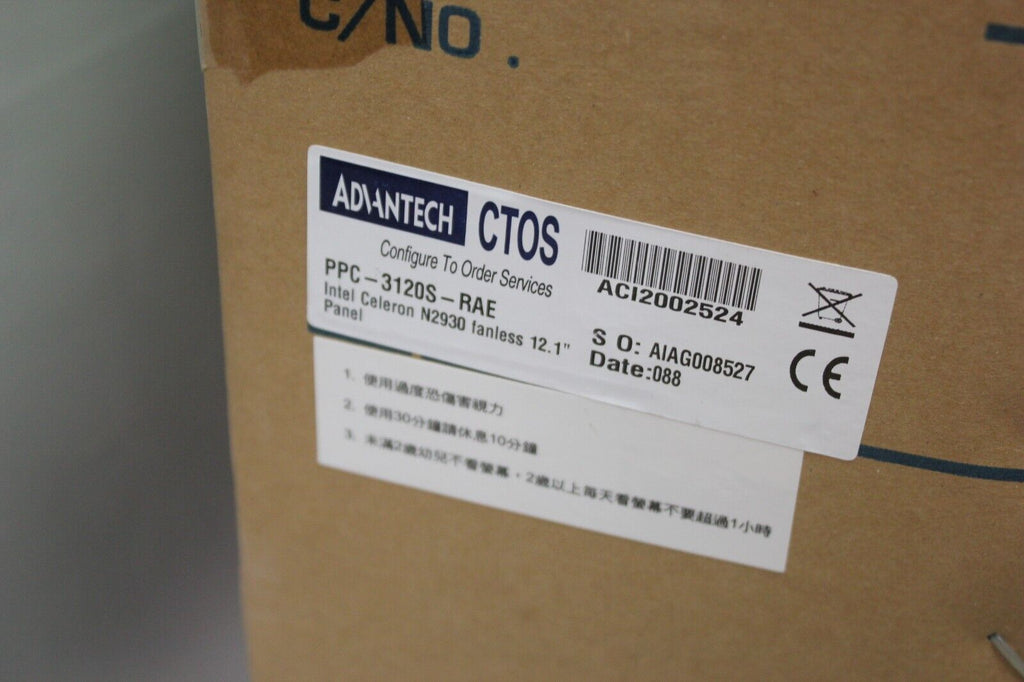 C/NO.
ADVANTECH CTOS
Configure To Order Services
PPC-3120S-RAE
Intel Celeron N2930 fanless 12.1"
Panel
ACI2002524
S O: AIAG008527
Date:088
CE
1. 使用過度恐傷害視力
2. 使用30分鐘請休息10分鐘
3. 未滿2歲幼兒不看螢幕，2歲以上每天看螢幕不要超過1小時